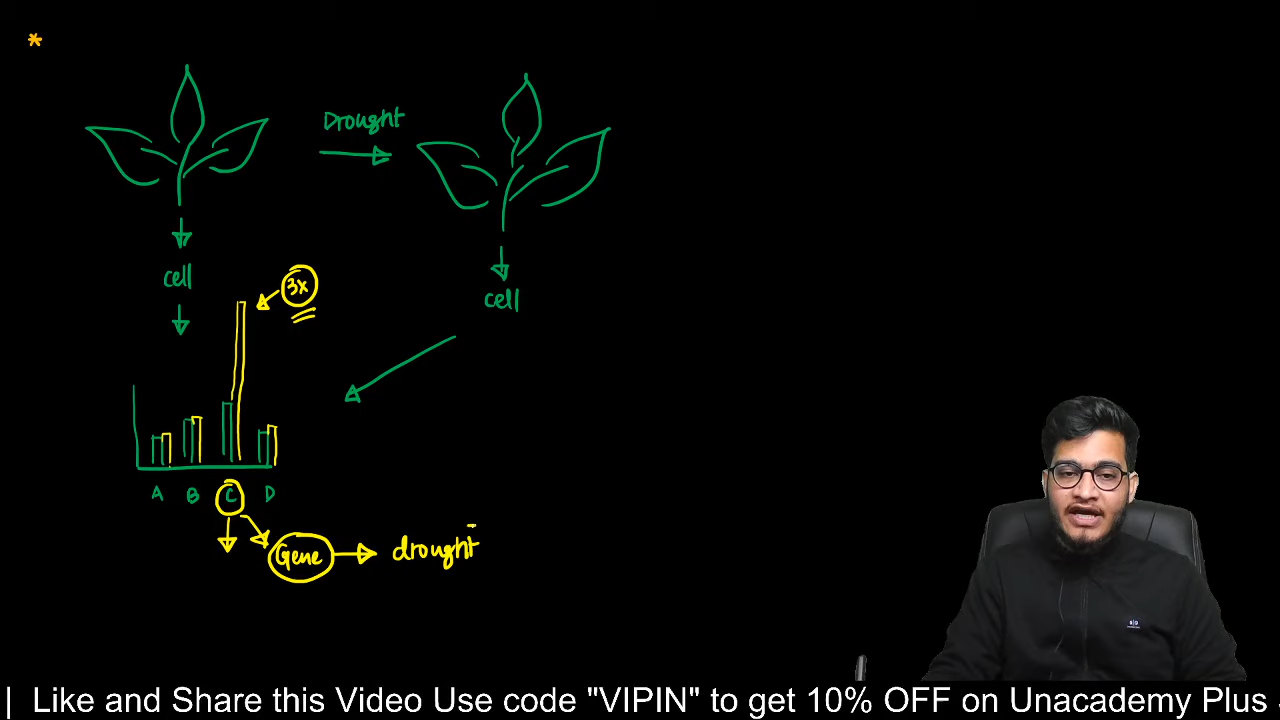 *
Drought
cell
cell
3x
A B C D
Gene
drought
| Like and Share this Video Use code "VIPIN" to get 10% OFF on Unacademy Plus